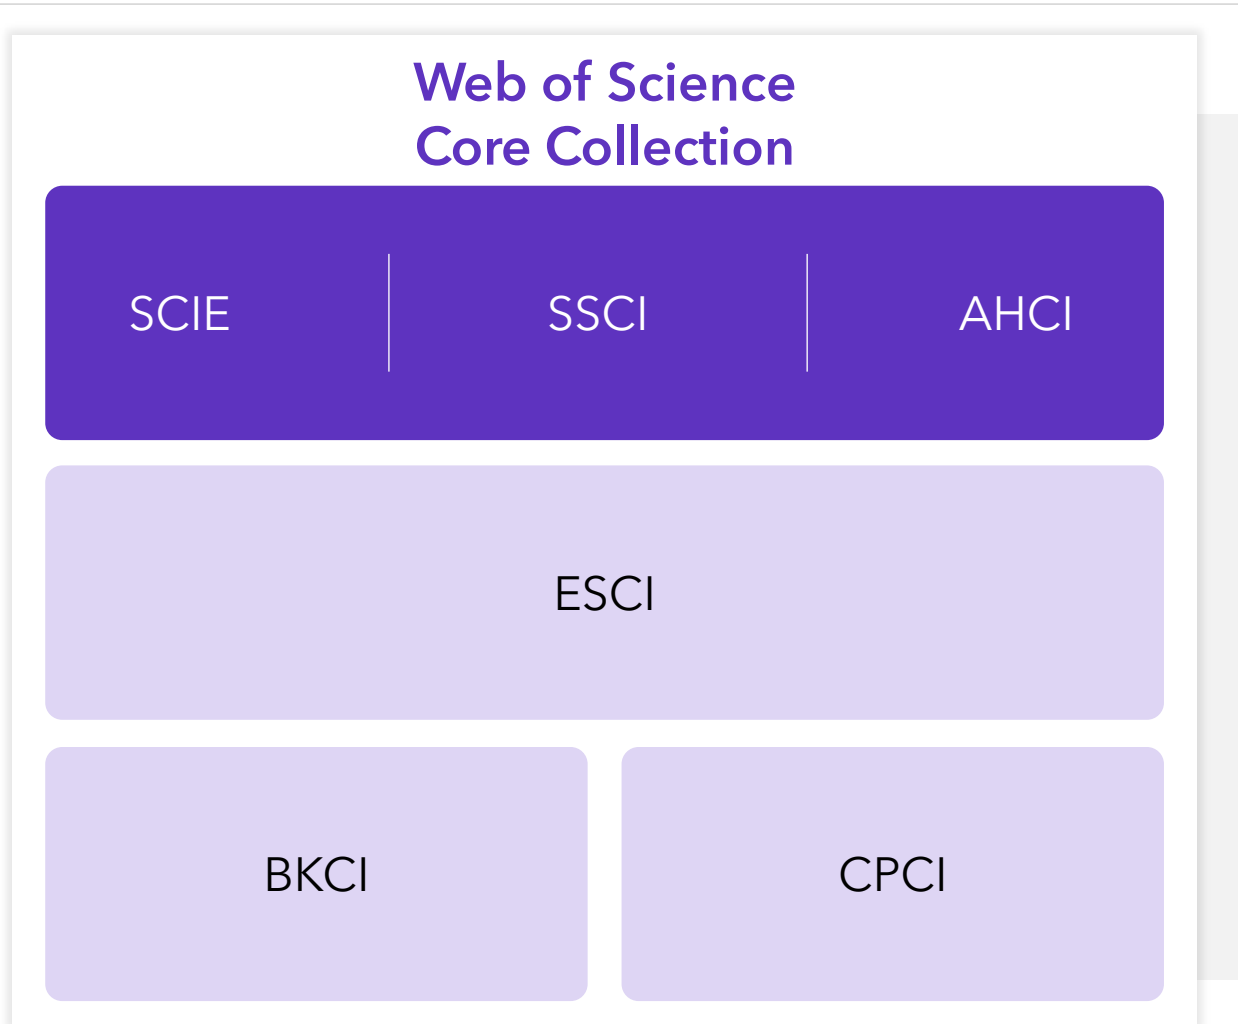 Web of Science
Core Collection
SCIE
SSCI
AHCI
ESCI
BKCI
CPCI